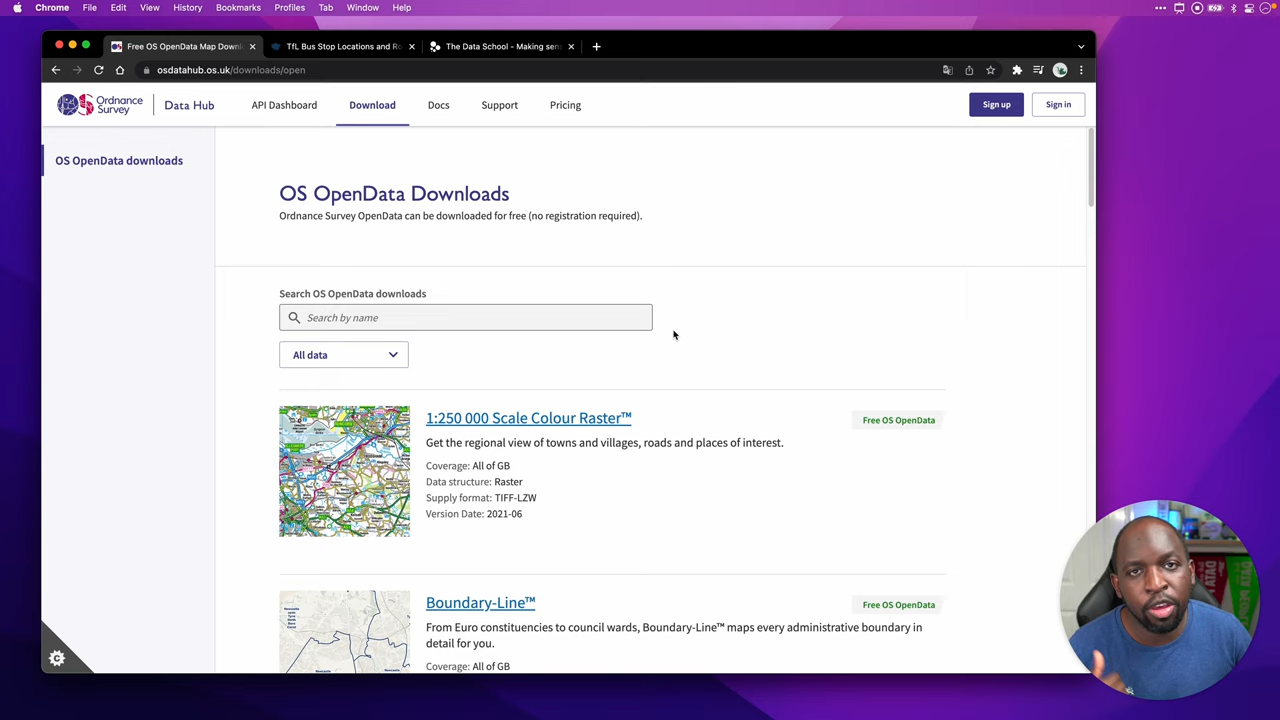 Chrome File Edit View History Bookmarks Profiles Tab Window Help
Free OS OpenData Map Downl
TfL Bus Stop Locations and Ro
The Data School - Making sens
osdatahub.os.uk/downloads/open
Ordnance Survey Data Hub API Dashboard Download Docs Support Pricing Sign up Sign in
OS OpenData downloads
OS OpenData Downloads
Ordnance Survey OpenData can be downloaded for free (no registration required).
Search OS OpenData downloads
Search by name
All data
1:250 000 Scale Colour Raster™
Free OS OpenData
Get the regional view of towns and villages, roads and places of interest.
Coverage: All of GB
Data structure: Raster
Supply format: TIFF-LZW
Version Date: 2021-06
Boundary-Line™
Free OS OpenData
From Euro constituencies to council wards, Boundary-Line™ maps every administrative boundary in
detail for you.
Coverage: All of GB